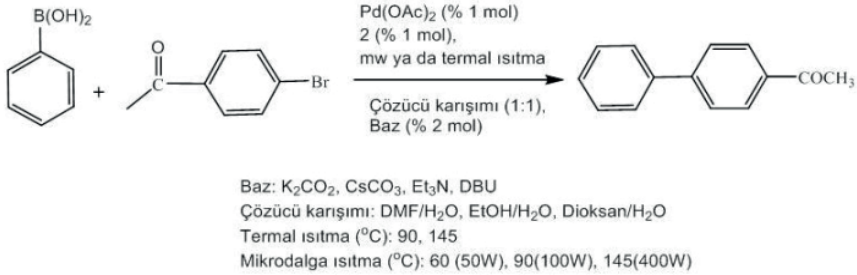 B(OH)₂
+
O
C
Br
Pd(OAc)₂ (% 1 mol)
2 (% 1 mol),
mw ya da termal ısıtma
Çözücü karışımı (1:1),
Baz (% 2 mol)
COCH₃
Baz: K₂CO₂, CsCO₃, Et₃N, DBU
Çözücü karışımı: DMF/H₂O, EtOH/H₂O, Dioksan/H₂O
Termal ısıtma (°C): 90, 145
Mikrodalga ısıtma (°C): 60 (50W), 90(100W), 145(400W)